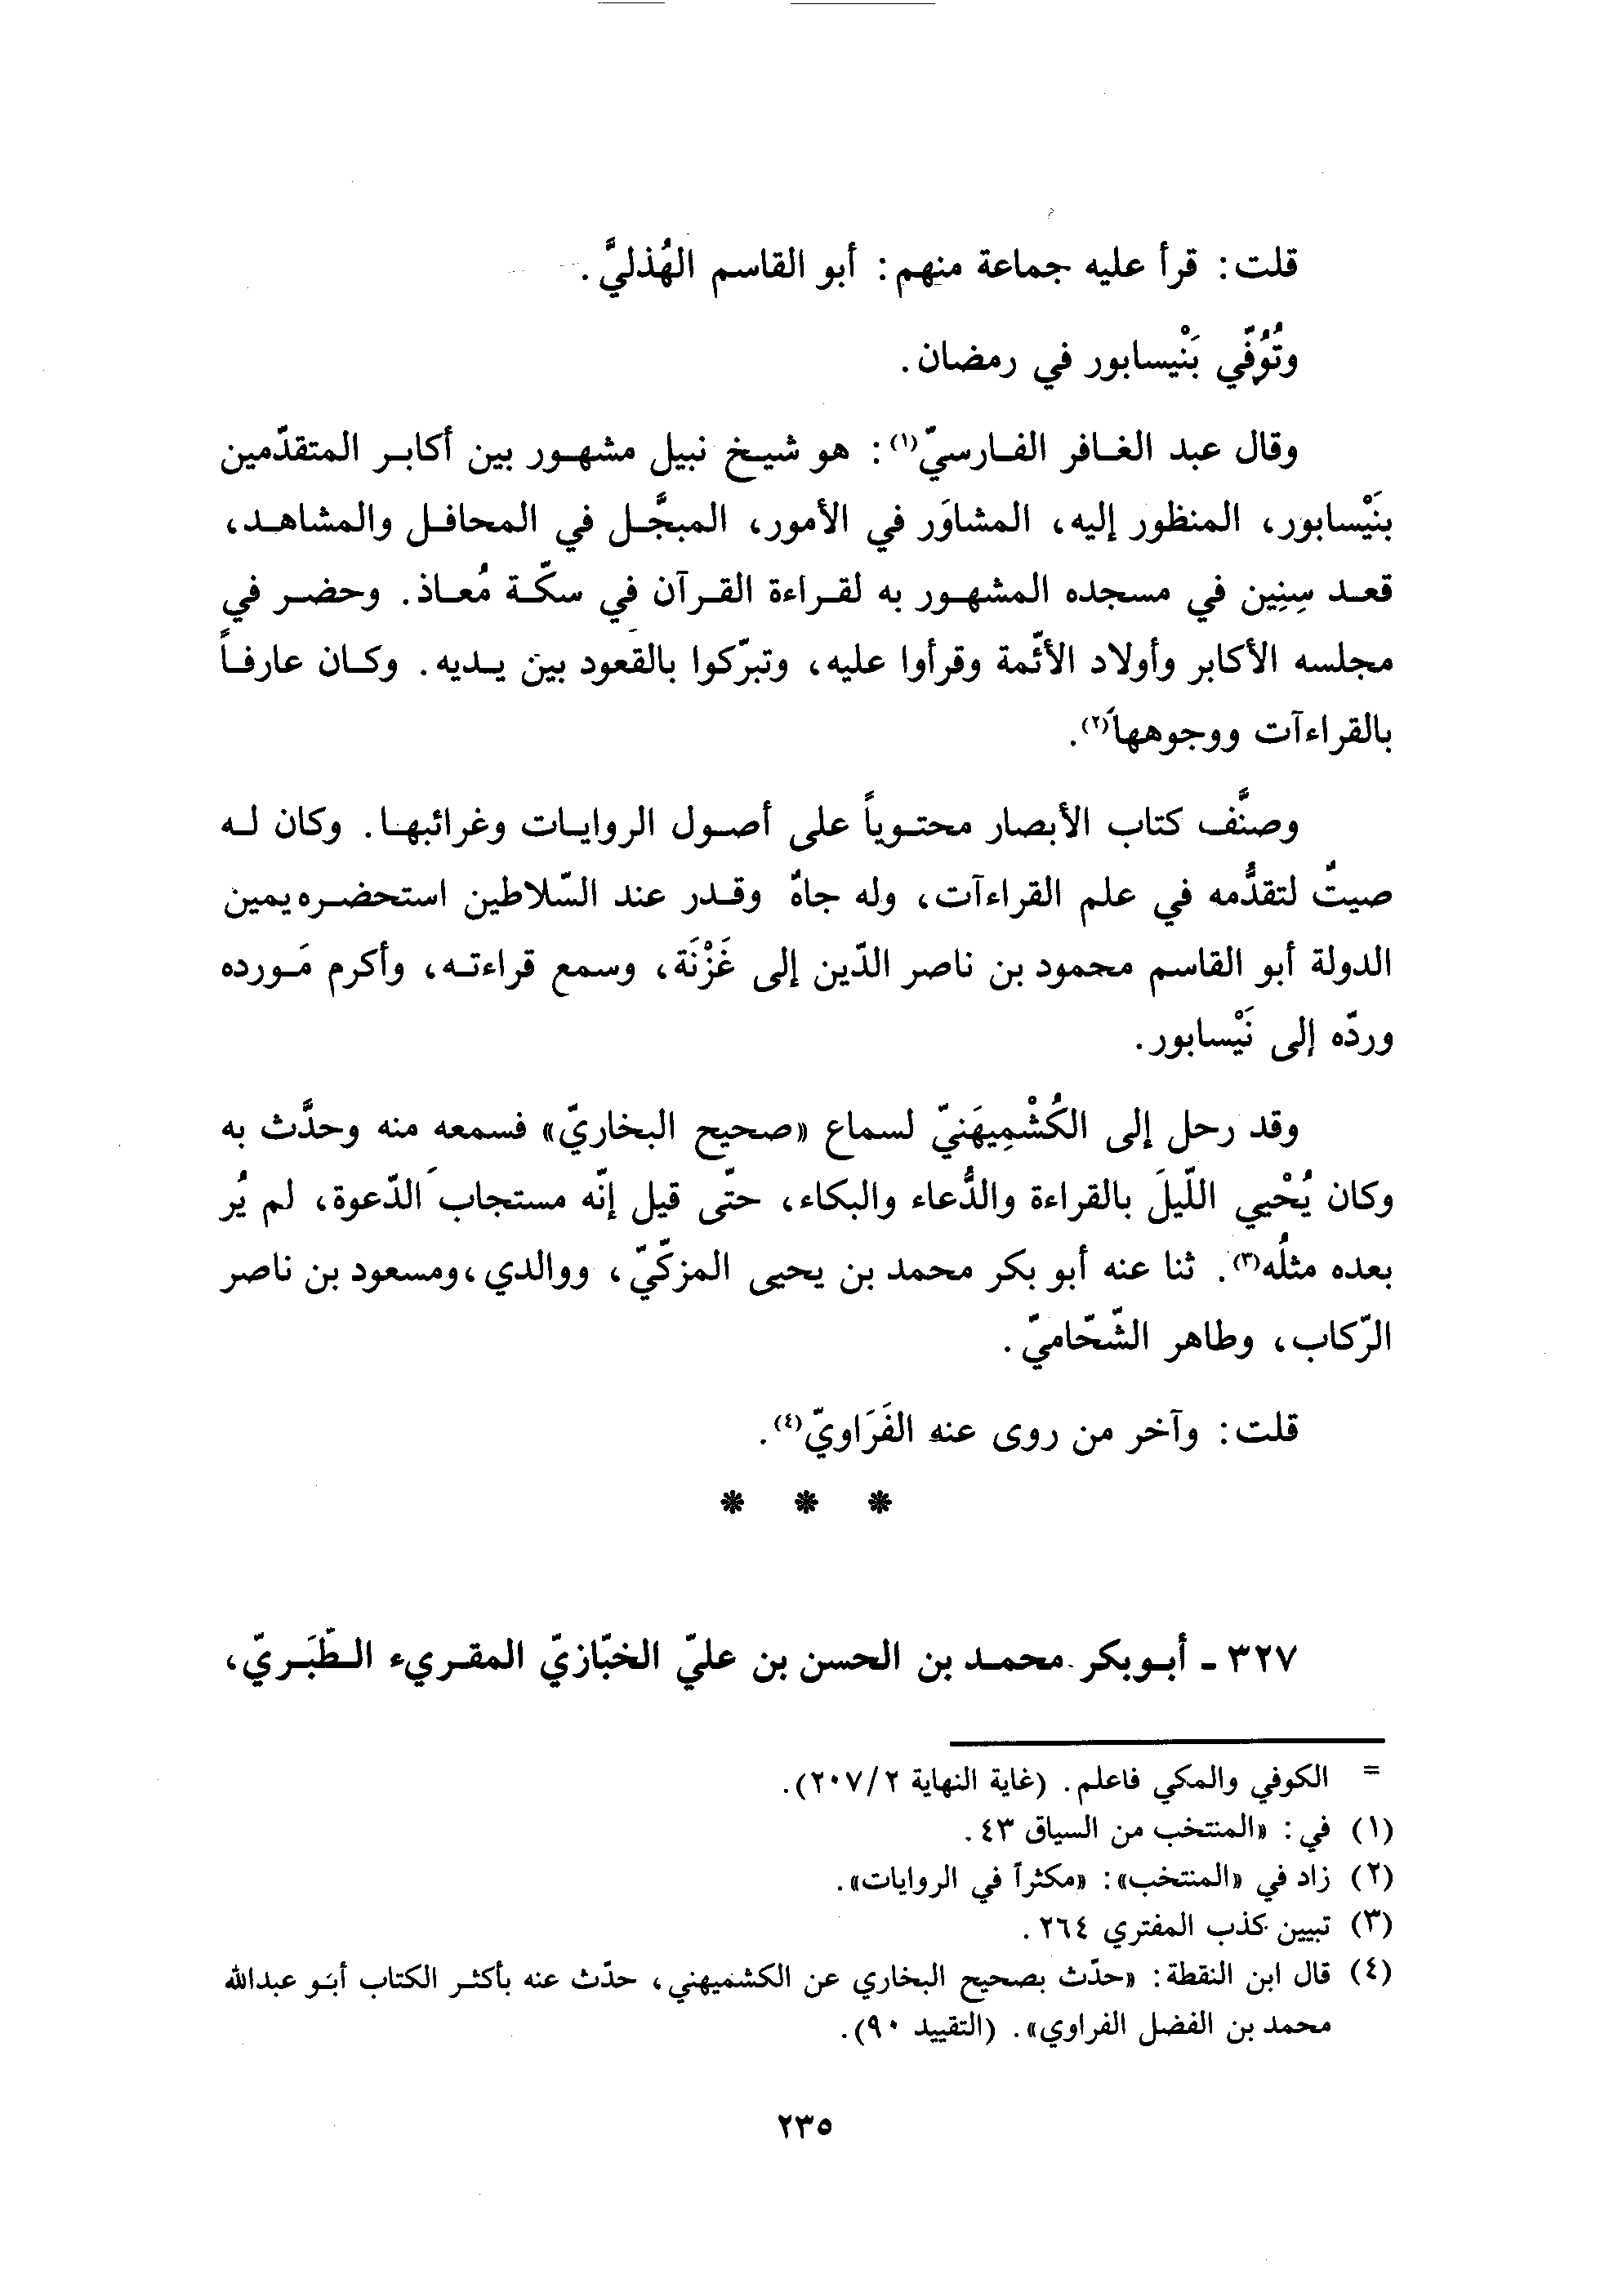 قلت: قرأ عليه جماعة منهم: أبو القاسم الهُذليَّ.
وتُوُفّي بَنْيسابور في رمضان.
وقال عبد الغافر الفارسيّ(١): هو شيخ نبيل مشهور بين أكابر المتقدّمين
بنَيْسابور، المنظور إليه، المشاوَر في الأمور، المبجَّل في المحافل والمشاهد،
قعد سِنِين في مسجده المشهور به لقراءة القرآن في سكّة مُعاذ. وحضر في
مجلسه الأكابر وأولاد الأئمّة وقرأوا عليه، وتبرّكوا بالقعود بين يديه. وكان عارفاً
بالقراءآت ووجوهها(٢).
وصنَّف كتاب الأبصار محتوياً على أصول الروايات وغرائبها. وكان له
صيتٌ لتقدُّمه في علم القراءآت، وله جاهٌ وقدر عند السّلاطين استحضره يمين
الدولة أبو القاسم محمود بن ناصر الدّين إلى غَزْنَة، وسمع قراءته، وأكرم مَورده
وردّه إلى نَيْسابور.
وقد رحل إلى الكُشْمِيهَنيّ لسماع «صحيح البخاريّ» فسمعه منه وحدَّث به
وكان يُحْيي اللّيلَ بالقراءة والدُّعاء والبكاء، حتّى قيل إنّه مستجاب الدّعوة، لم يُر
بعده مثلُه(٣). ثنا عنه أبو بكر محمد بن يحيى المزكّيّ، ووالدي، ومسعود بن ناصر
الرّكاب، وطاهر الشّحّاميّ.
قلت: وآخر من روى عنه الفَرَاويّ(٤).
* * *
٣٢٧ - أبوبكر محمد بن الحسن بن عليّ الخبّازيّ المقريء الطّبَريّ،
= الكوفي والمكي فاعلم. (غاية النهاية ٢/ ٢٠٧).
(١) في: «المنتخب من السياق ٤٣.
(٢) زاد في «المنتخب»: «مكثراً في الروايات».
(٣) تبيين كذب المفتري ٢٦٤.
(٤) قال ابن النقطة: «حدّث بصحيح البخاري عن الكشميهني، حدّث عنه بأكثر الكتاب أبو عبدالله
محمد بن الفضل الفراوي». (التقييد ٩٠).
٢٣٥